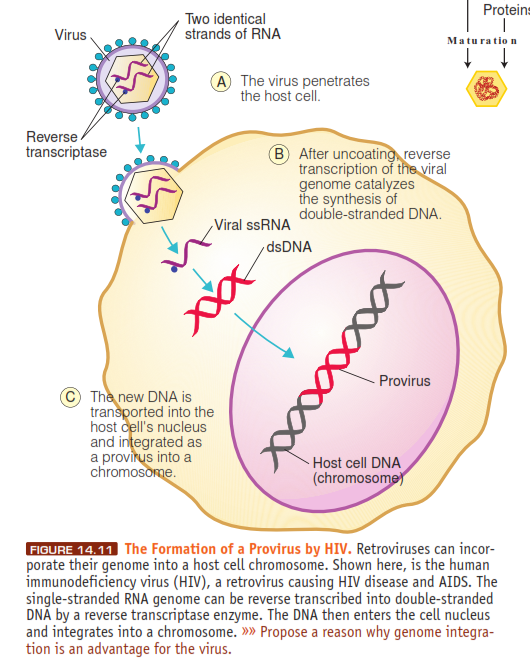 Proteins
Maturation
Virus
Two identical
strands of RNA
A The virus penetrates
the host cell.
Reverse
transcriptase
B After uncoating, reverse
transcription of the viral
genome catalyzes
the synthesis of
double-stranded DNA.
Viral ssRNA
dsDNA
Provirus
C The new DNA is
transported into the
host cell's nucleus
and integrated as
a provirus into a
chromosome.
Host cell DNA
(chromosome)
FIGURE 14.11 The Formation of a Provirus by HIV. Retroviruses can incor-
porate their genome into a host cell chromosome. Shown here, is the human
immunodeficiency virus (HIV), a retrovirus causing HIV disease and AIDS. The
single-stranded RNA genome can be reverse transcribed into double-stranded
DNA by a reverse transcriptase enzyme. The DNA then enters the cell nucleus
and integrates into a chromosome. »» Propose a reason why genome integra-
tion is an advantage for the virus.